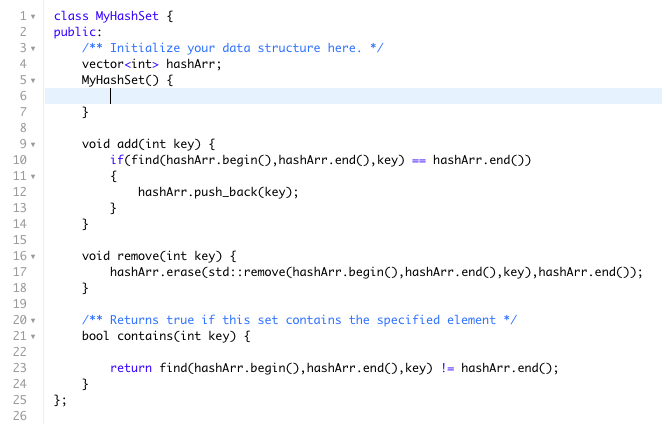 1 class MyHashSet {
2 public:
3     /** Initialize your data structure here. */
4     vector<int> hashArr;
5     MyHashSet() {
6
7     }
8
9     void add(int key) {
10         if(find(hashArr.begin(),hashArr.end(),key) == hashArr.end())
11         {
12             hashArr.push_back(key);
13         }
14     }
15
16     void remove(int key) {
17         hashArr.erase(std::remove(hashArr.begin(),hashArr.end(),key),hashArr.end());
18     }
19
20     /** Returns true if this set contains the specified element */
21     bool contains(int key) {
22
23         return find(hashArr.begin(),hashArr.end(),key) != hashArr.end();
24     }
25 };
26